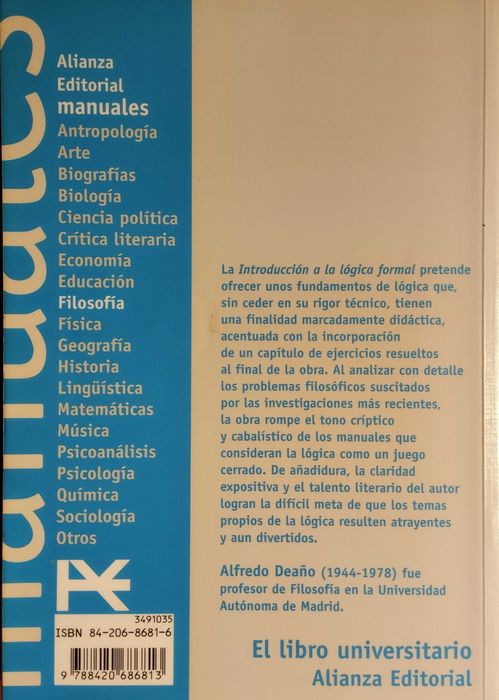 manuales
Alianza
Editorial
manuales
Antropología
Arte
Biografías
Biología
Ciencia política
Crítica literaria
Economía
Educación
Filosofía
Física
Geografía
Historia
Lingüística
Matemáticas
Música
Psicoanálisis
Psicología
Química
Sociología
Otros
3491035
ISBN 84-206-8681-6
9 788420 686813
La Introducción a la lógica formal pretende
ofrecer unos fundamentos de lógica que,
sin ceder en su rigor técnico, tienen
una finalidad marcadamente didáctica,
acentuada con la incorporación
de un capítulo de ejercicios resueltos
al final de la obra. Al analizar con detalle
los problemas filosóficos suscitados
por las investigaciones más recientes,
la obra rompe el tono críptico
y cabalístico de los manuales que
consideran la lógica como un juego
cerrado. De añadidura, la claridad
expositiva y el talento literario del autor
logran la difícil meta de que los temas
propios de la lógica resulten atrayentes
y aun divertidos.
Alfredo Deaño (1944-1978) fue
profesor de Filosofía en la Universidad
Autónoma de Madrid.
El libro universitario
Alianza Editorial